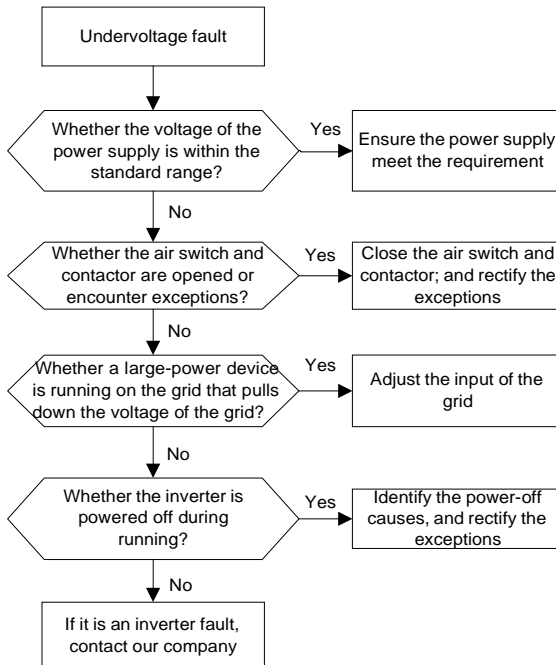 Undervoltage fault
Whether the voltage of the
power supply is within the
standard range?
Yes
Ensure the power supply
meet the requirement
No
Whether the air switch and
contactor are opened or
encounter exceptions?
Yes
Close the air switch and
contactor; and rectify the
exceptions
No
Whether a large-power device
is running on the grid that pulls
down the voltage of the grid?
Yes
Adjust the input of the
grid
No
Whether the inverter is
powered off during
running?
Yes
Identify the power-off
causes, and rectify the
exceptions
No
If it is an inverter fault,
contact our company